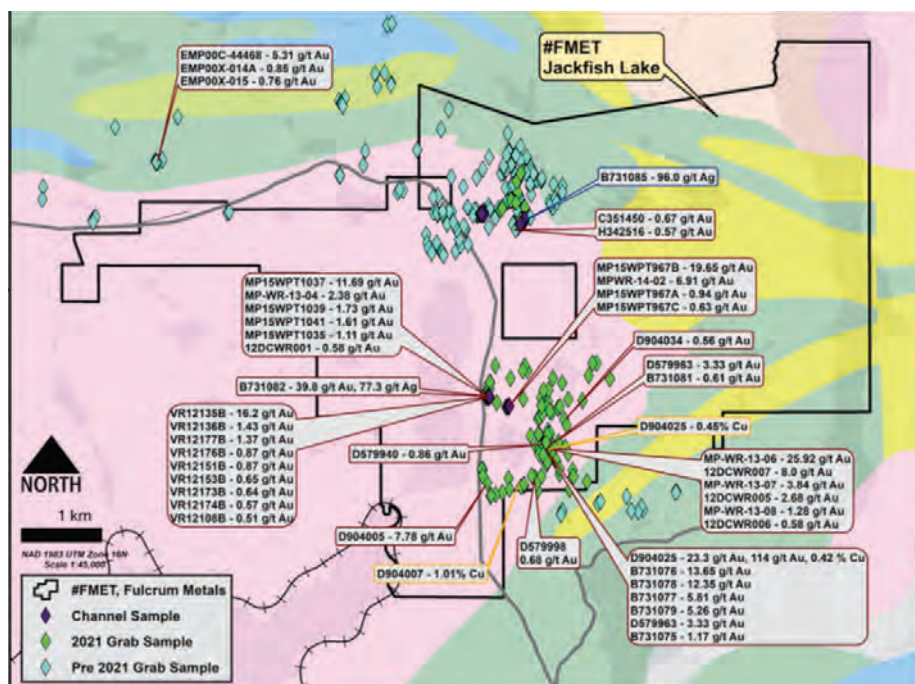 #FMET
Jackfish Lake
EMP00C-44468 - 5.31 g/t Au
EMP00X-014A - 0.85 g/t Au
EMP00X-015 - 0.76 g/t Au
B731085 - 96.0 g/t Ag
C351450 - 0.67 g/t Au
H342516 - 0.57 g/t Au
MP15WPT1037 - 11.69 g/t Au
MP-WR-13-04 - 2.38 g/t Au
MP15WPT1039 - 1.73 g/t Au
MP15WPT1041 - 1.61 g/t Au
MP15WPT1035 - 1.11 g/t Au
12DCWR001 - 0.58 g/t Au
MP15WPT967B - 19.65 g/t Au
MPWR-14-02 - 6.91 g/t Au
MP15WPT967A - 0.94 g/t Au
MP15WPT967C - 0.63 g/t Au
D904034 - 0.56 g/t Au
D579963 - 3.33 g/t Au
B731081 - 0.61 g/t Au
B731082 - 39.8 g/t Au, 77.3 g/t Ag
VR12135B - 16.2 g/t Au
VR12136B - 1.43 g/t Au
VR12177B - 1.37 g/t Au
VR12176B - 0.87 g/t Au
VR12151B - 0.87 g/t Au
VR12153B - 0.65 g/t Au
VR12173B - 0.64 g/t Au
VR12174B - 0.57 g/t Au
VR12108B - 0.51 g/t Au
D904025 - 0.45% Cu
D579940 - 0.86 g/t Au
MP-WR-13-06 - 25.92 g/t Au
12DCWR007 - 8.0 g/t Au
MP-WR-13-07 - 3.84 g/t Au
12DCWR005 - 2.68 g/t Au
MP-WR-13-08 - 1.28 g/t Au
12DCWR006 - 0.58 g/t Au
D904005 - 7.78 g/t Au
D579998
0.68 g/t Au
D904007 - 1.01% Cu
D904025 - 23.3 g/t Au, 114 g/t Au, 0.42 % Cu
B731076 - 13.65 g/t Au
B731078 - 12.35 g/t Au
B731077 - 5.81 g/t Au
B731079 - 5.26 g/t Au
D579963 - 3.33 g/t Au
B731075 - 1.17 g/t Au
NORTH
1 km
NAD 1983 UTM Zone 16N
Scale 1:45,000
#FMET, Fulcrum Metals
Channel Sample
2021 Grab Sample
Pre 2021 Grab Sample